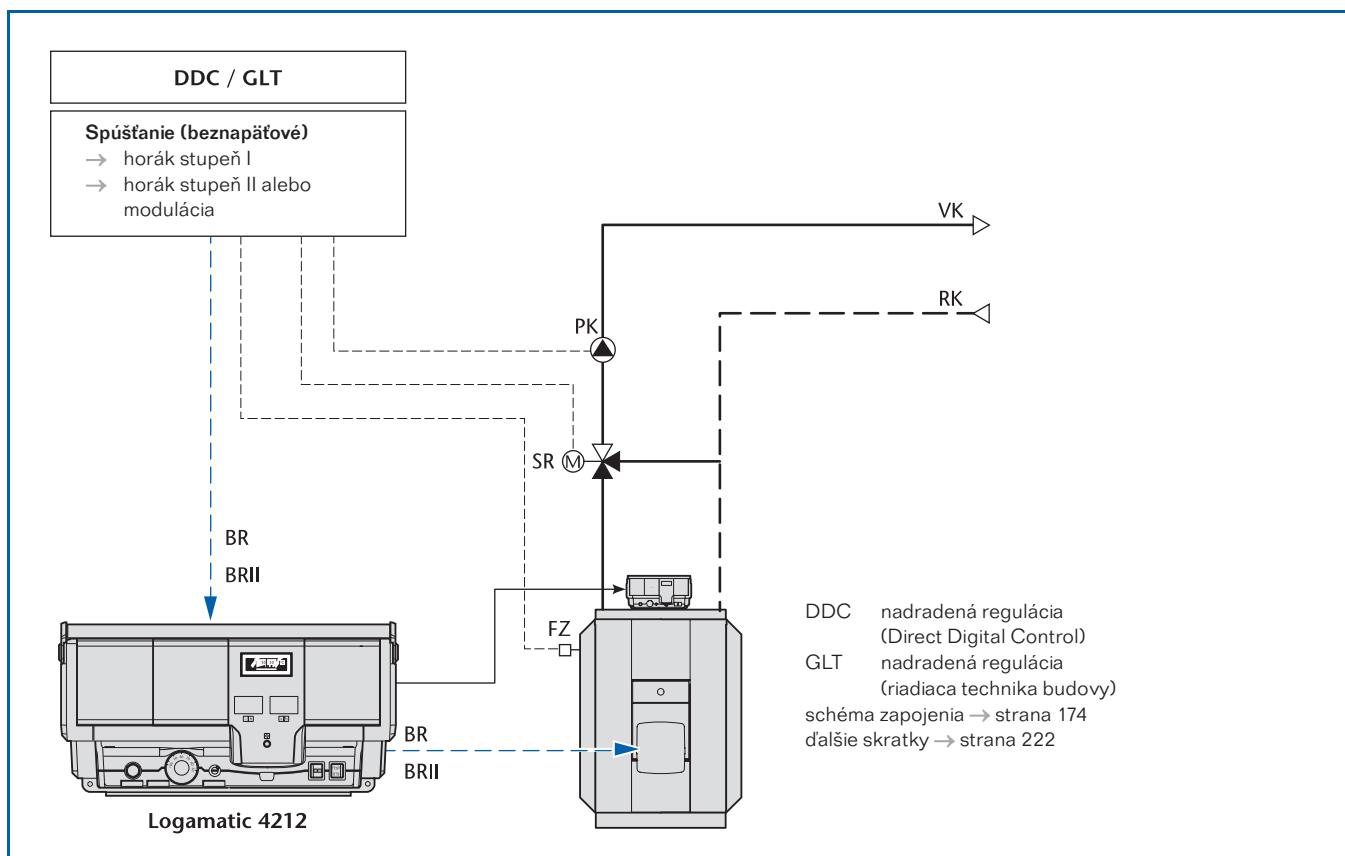 DDC / GLT
Spúšťanie (beznapäťové)
→ horák stupeň I
→ horák stupeň II alebo
modulácia
VK
RK
PK
SR
M
BR
BRII
FZ
BR
BRII
Logamatic 4212
DDC nadradená regulácia
(Direct Digital Control)
GLT nadradená regulácia
(riadiaca technika budovy)
schéma zapojenia → strana 174
ďalšie skratky → strana 222